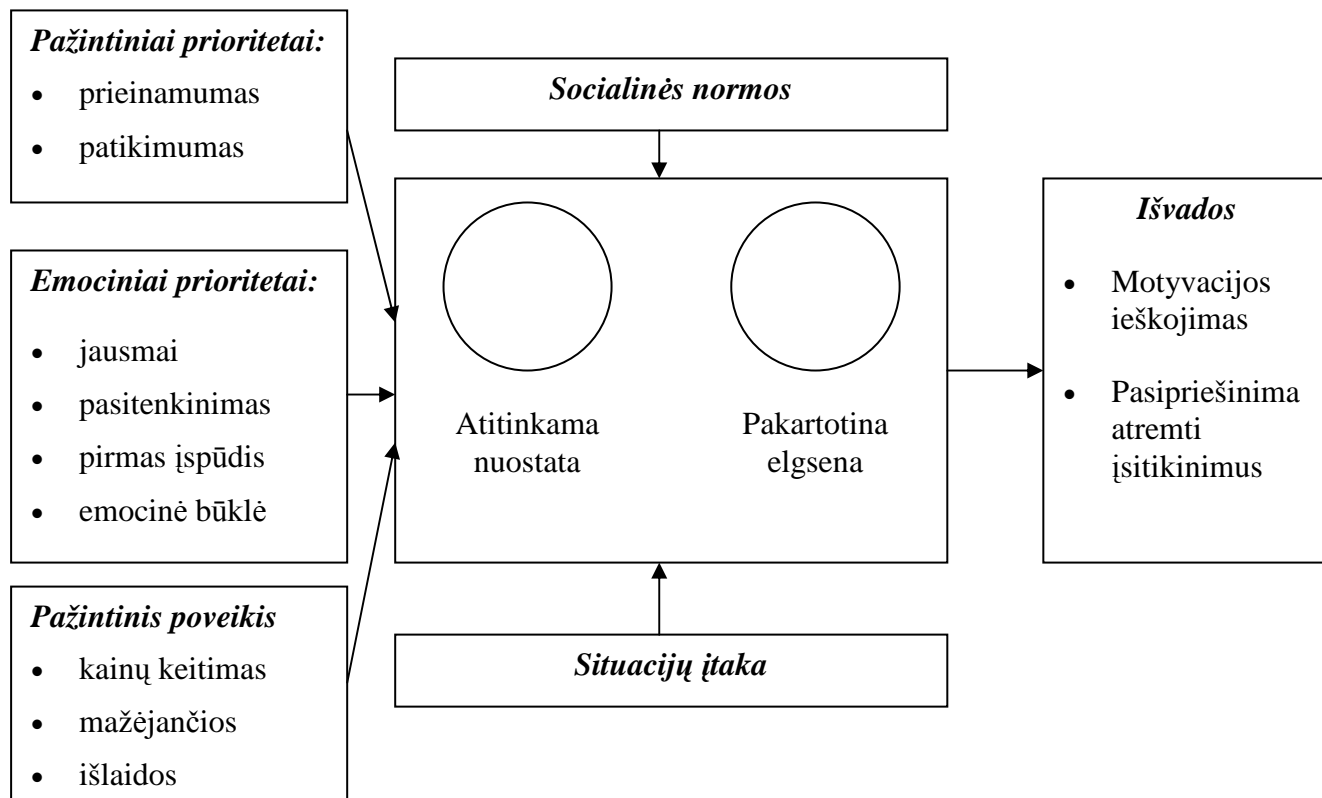 Pažintiniai prioritetai:
• prieinamumas
• patikimumas
Socialinės normos
Emociniai prioritetai:
• jausmai
• pasitenkinimas
• pirmas įspūdis
• emocinė būklė
Atitinkama
nuostata
Pakartotina
elgsena
Išvados
• Motyvacijos
ieškojimas
• Pasipriešinima
atremti
įsitikinimus
Pažintinis poveikis
• kainų keitimas
• mažėjančios
• išlaidos
Situacijų įtaka